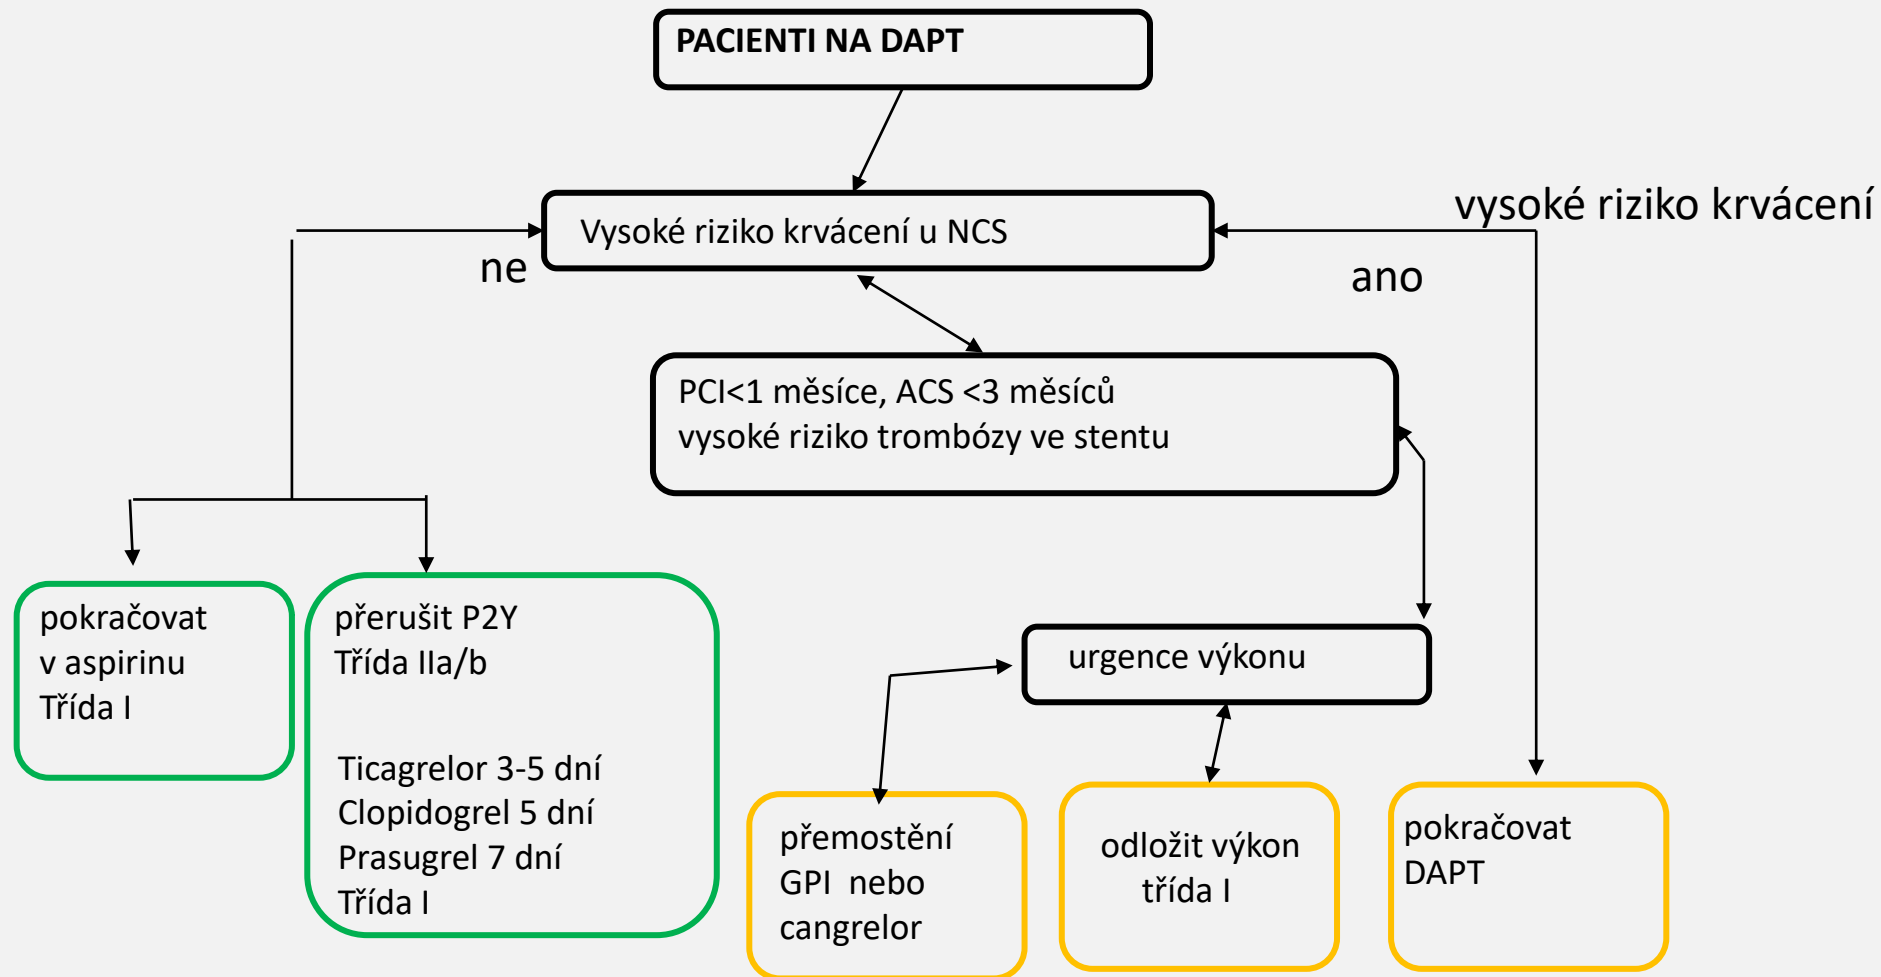 PACIENTI NA DAPT
vysoké riziko krvácení
Vysoké riziko krvácení u NCS
ne
ano
PCI<1 měsíce, ACS <3 měsíců
vysoké riziko trombózy ve stentu
pokračovat
v aspirinu
Třída I
přerušit P2Y
Třída IIa/b
Ticagrelor 3-5 dní
Clopidogrel 5 dní
Prasugrel 7 dní
Třída I
urgence výkonu
přemostění
GPI nebo
cangrelor
odložit výkon
třída I
pokračovat
DAPT